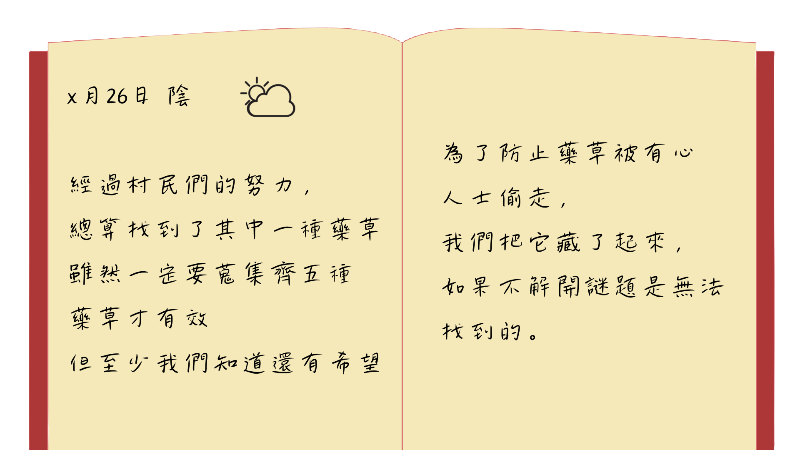 x月26日 陰
經過村民們的努力，
總算找到了其中一種藥草
雖然一定要蒐集齊五種
藥草才有效
但至少我們知道還有希望
為了防止藥草被有心
人士偷走，
我們把它藏了起來，
如果不解開謎題是無法
找到的。